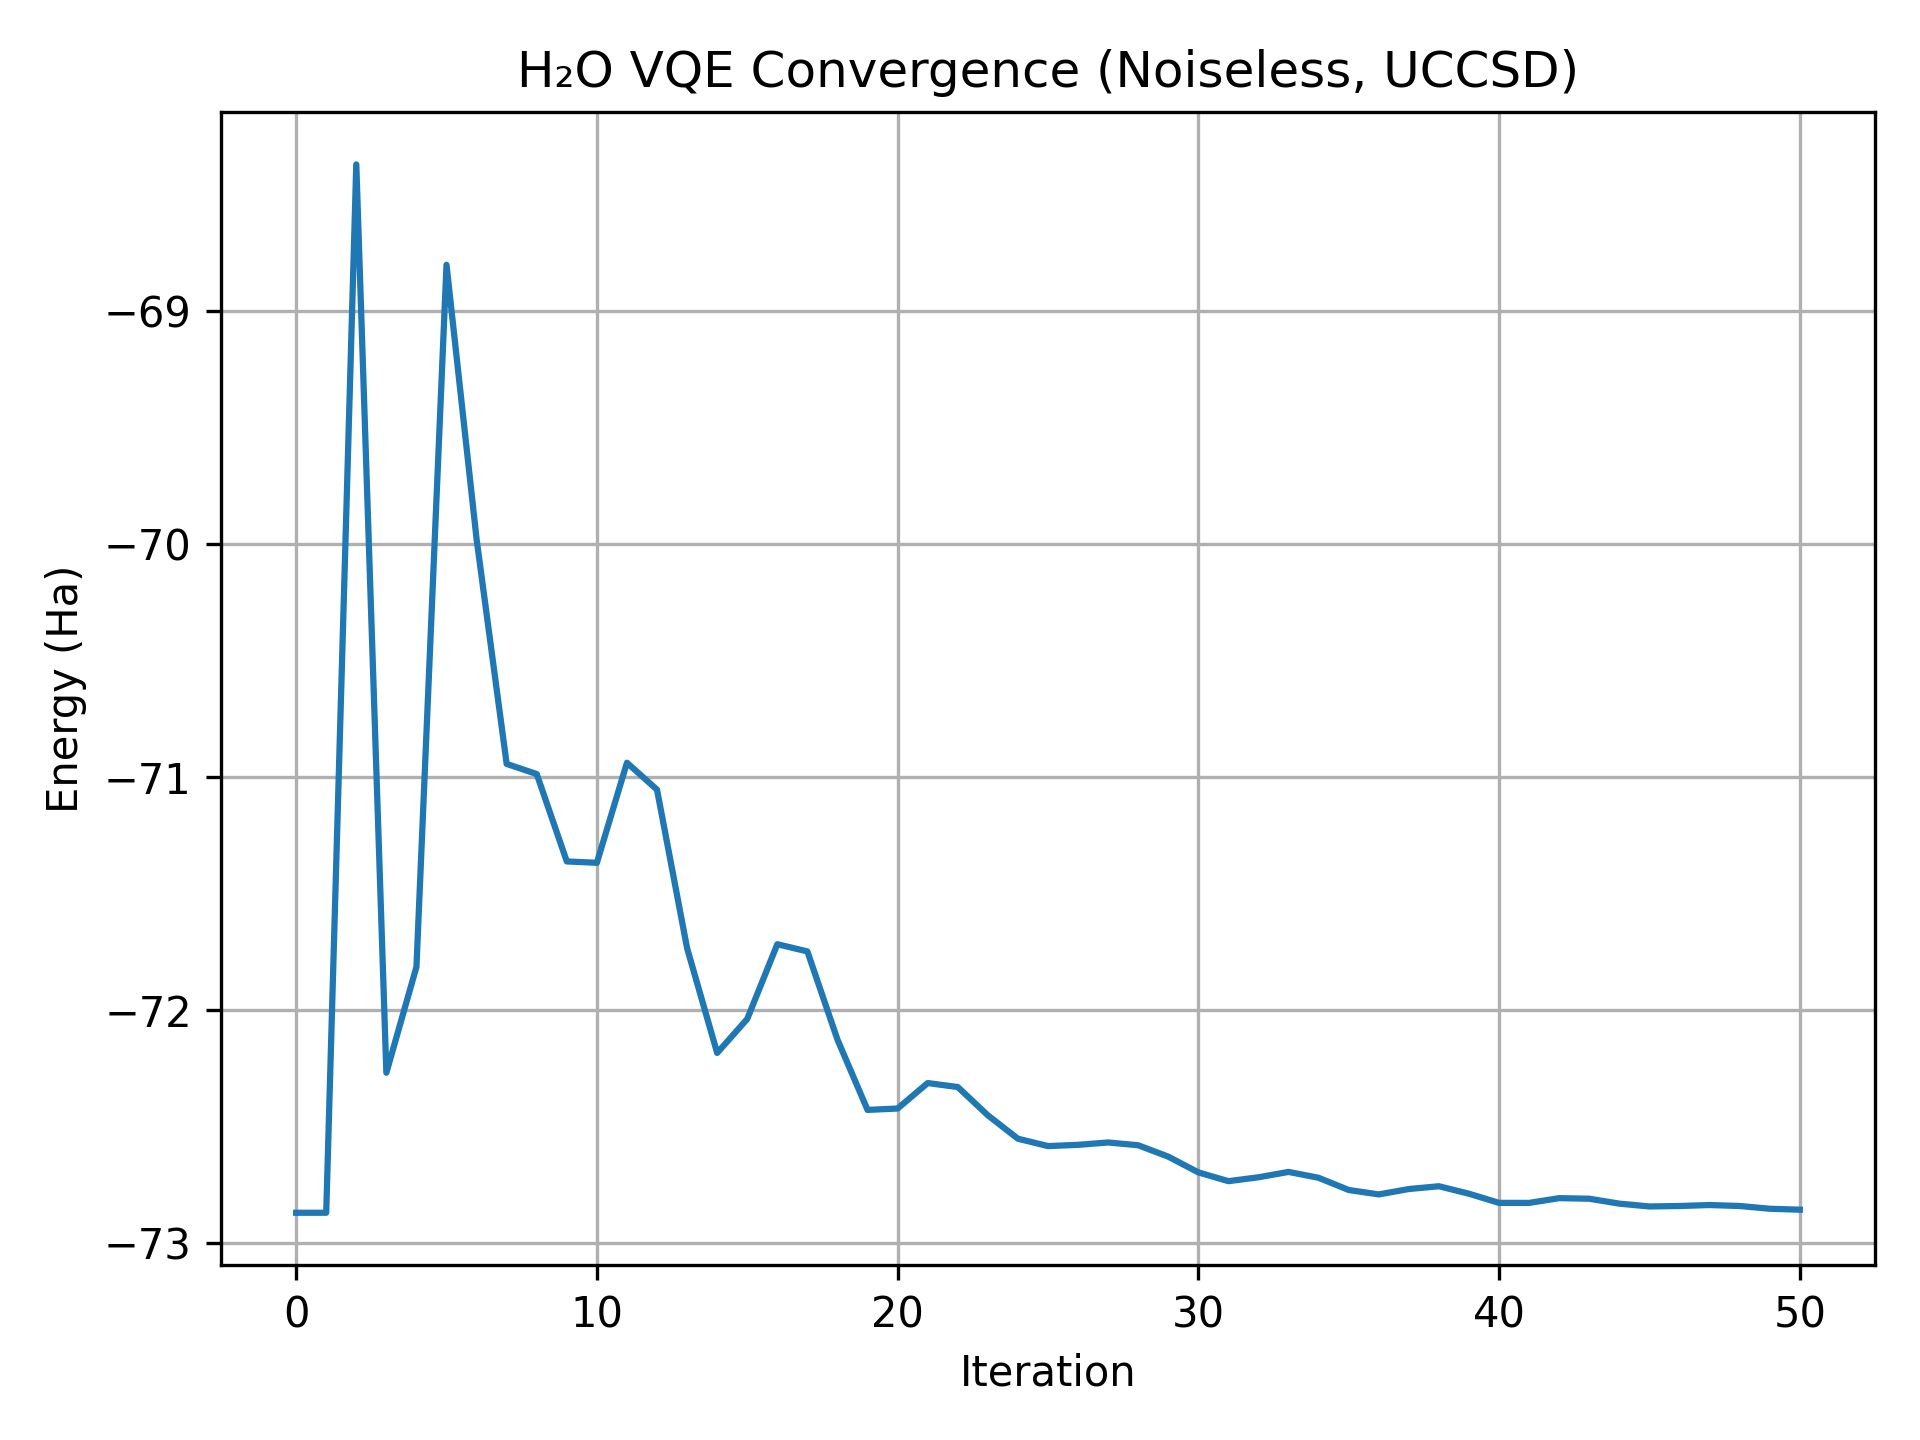 H₂O VQE Convergence (Noiseless, UCCSD)
Energy (Ha)
−69
−70
−71
−72
−73
0 10 20 30 40 50
Iteration